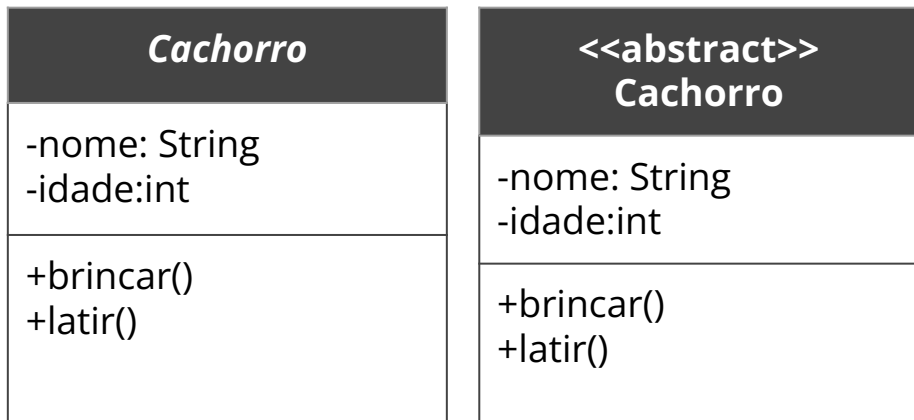 Cachorro
-nome: String
-idade:int
+brincar()
+latir()
<<abstract>>
Cachorro
-nome: String
-idade:int
+brincar()
+latir()